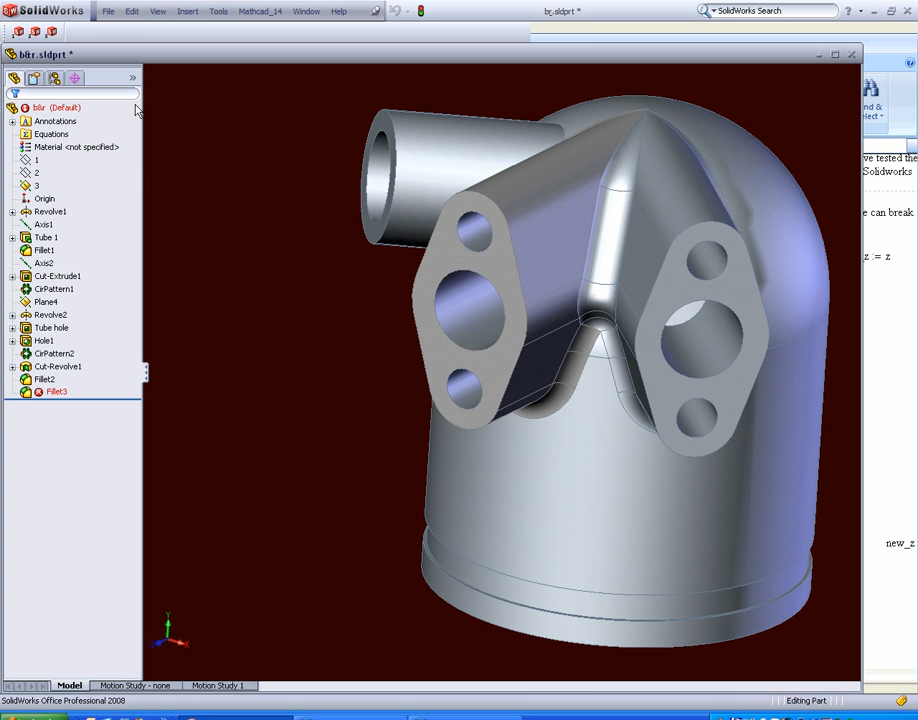 SolidWorks File Edit View Insert Tools Mathcad_14 Window Help br.sldprt * SolidWorks Search ?
b&r.sldprt *
»
b&r (Default)
Annotations
Equations
Material <not specified>
1
2
3
Origin
Revolve1
Axis1
Tube 1
Fillet1
Axis2
Cut-Extrude1
CirPattern1
Plane4
Revolve2
Tube hole
Hole1
CirPattern2
Cut-Revolve1
Fillet2
Fillet3
nd &
lect
ve tested the
Solidworks
e can break
z := z
new_z
Y
Model Motion Study - none Motion Study 1
SolidWorks Office Professional 2008 Editing Part